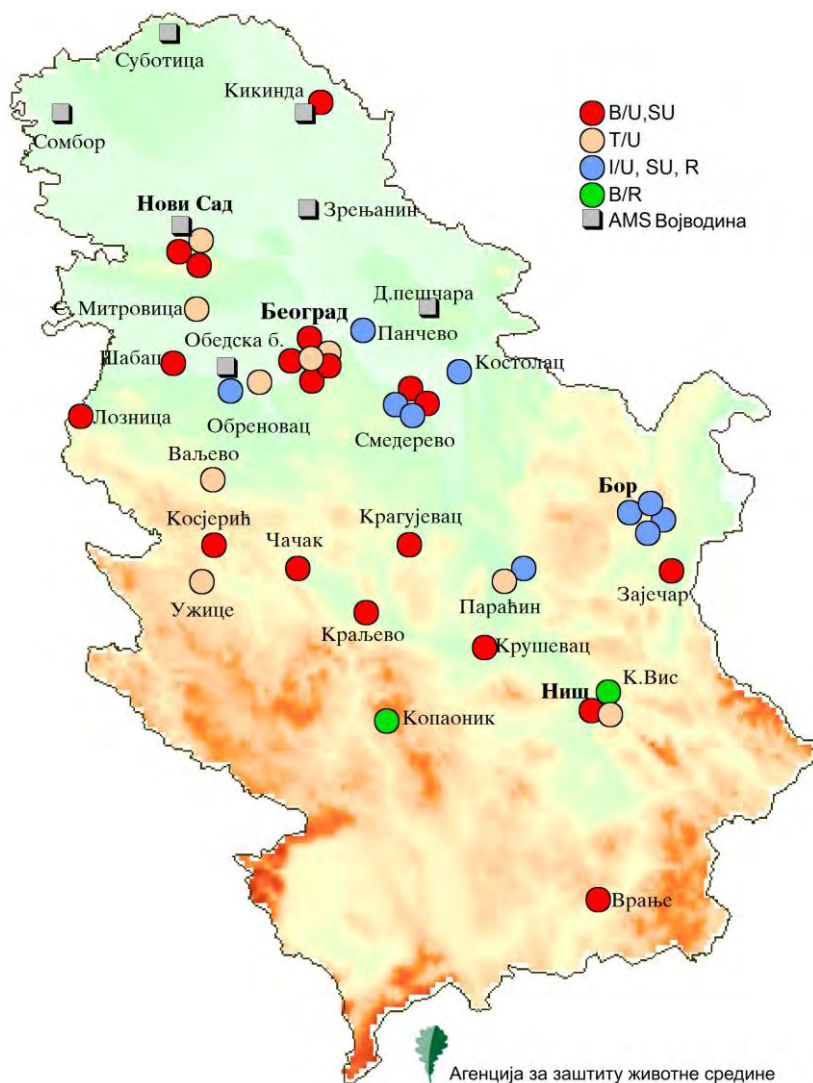 Суботица
Кикинда
Сомбор
B/U,SU
T/U
I/U, SU, R
B/R
AMS Војводина
Нови Сад
Зрењанин
С. Митровица
Д.пешчара
Београд
Панчево
Обедска б.
Шабац
Костолац
Лозница
Обреновац
Смедерево
Ваљево
Бор
Косјерић
Чачак
Крагујевац
Ужице
Параћин
Зајечар
Краљево
Крушевац
К.Вис
Ниш
Копаоник
Врање
Агенција за заштиту животне средине